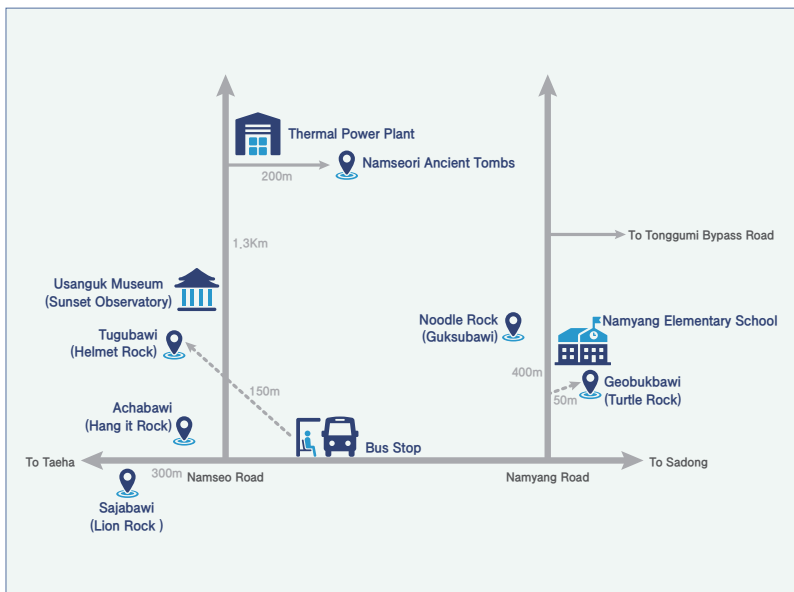 Thermal Power Plant
Namseori Ancient Tombs
200m
To Tonggumi Bypass Road
1.3Km
Usanguk Museum
(Sunset Observatory)
Noodle Rock
(Guksubawi)
Namyang Elementary School
Tugubawi
(Helmet Rock)
400m
Geobukbawi
(Turtle Rock)
50m
150m
Achabawi
(Hang it Rock)
Bus Stop
To Taeha
300m
Namseo Road
Namyang Road
To Sadong
Sajabawi
(Lion Rock )